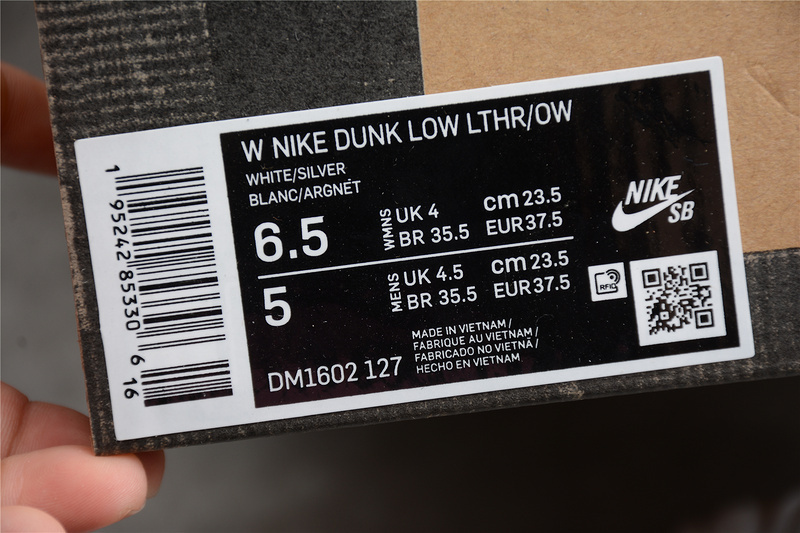 W NIKE DUNK LOW LTHR/OW
WHITE/SILVER
BLANC/ARGNÉT
6.5
WMNS
UK 4
BR 35.5
cm 23.5
EUR 37.5
5
MENS
UK 4.5
BR 35.5
cm 23.5
EUR 37.5
NIKE
SB
RFID
DM1602 127
MADE IN VIETNAM /
FABRIQUE AU VIETNAM /
FABRICADO NO VIETNÃ /
HECHO EN VIETNAM
1 95242 85330 6 16